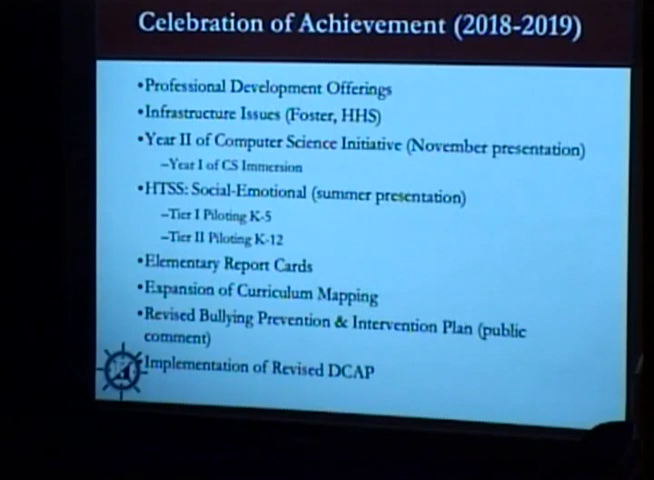 Celebration of Achievement (2018-2019)
•Professional Development Offerings
•Infrastructure Issues (Foster, HHS)
•Year II of Computer Science Initiative (November presentation)
–Year I of CS Immersion
•HTSS: Social-Emotional (summer presentation)
–Tier I Piloting K-5
–Tier II Piloting K-12
•Elementary Report Cards
•Expansion of Curriculum Mapping
•Revised Bullying Prevention & Intervention Plan (public
comment)
•Implementation of Revised DCAP